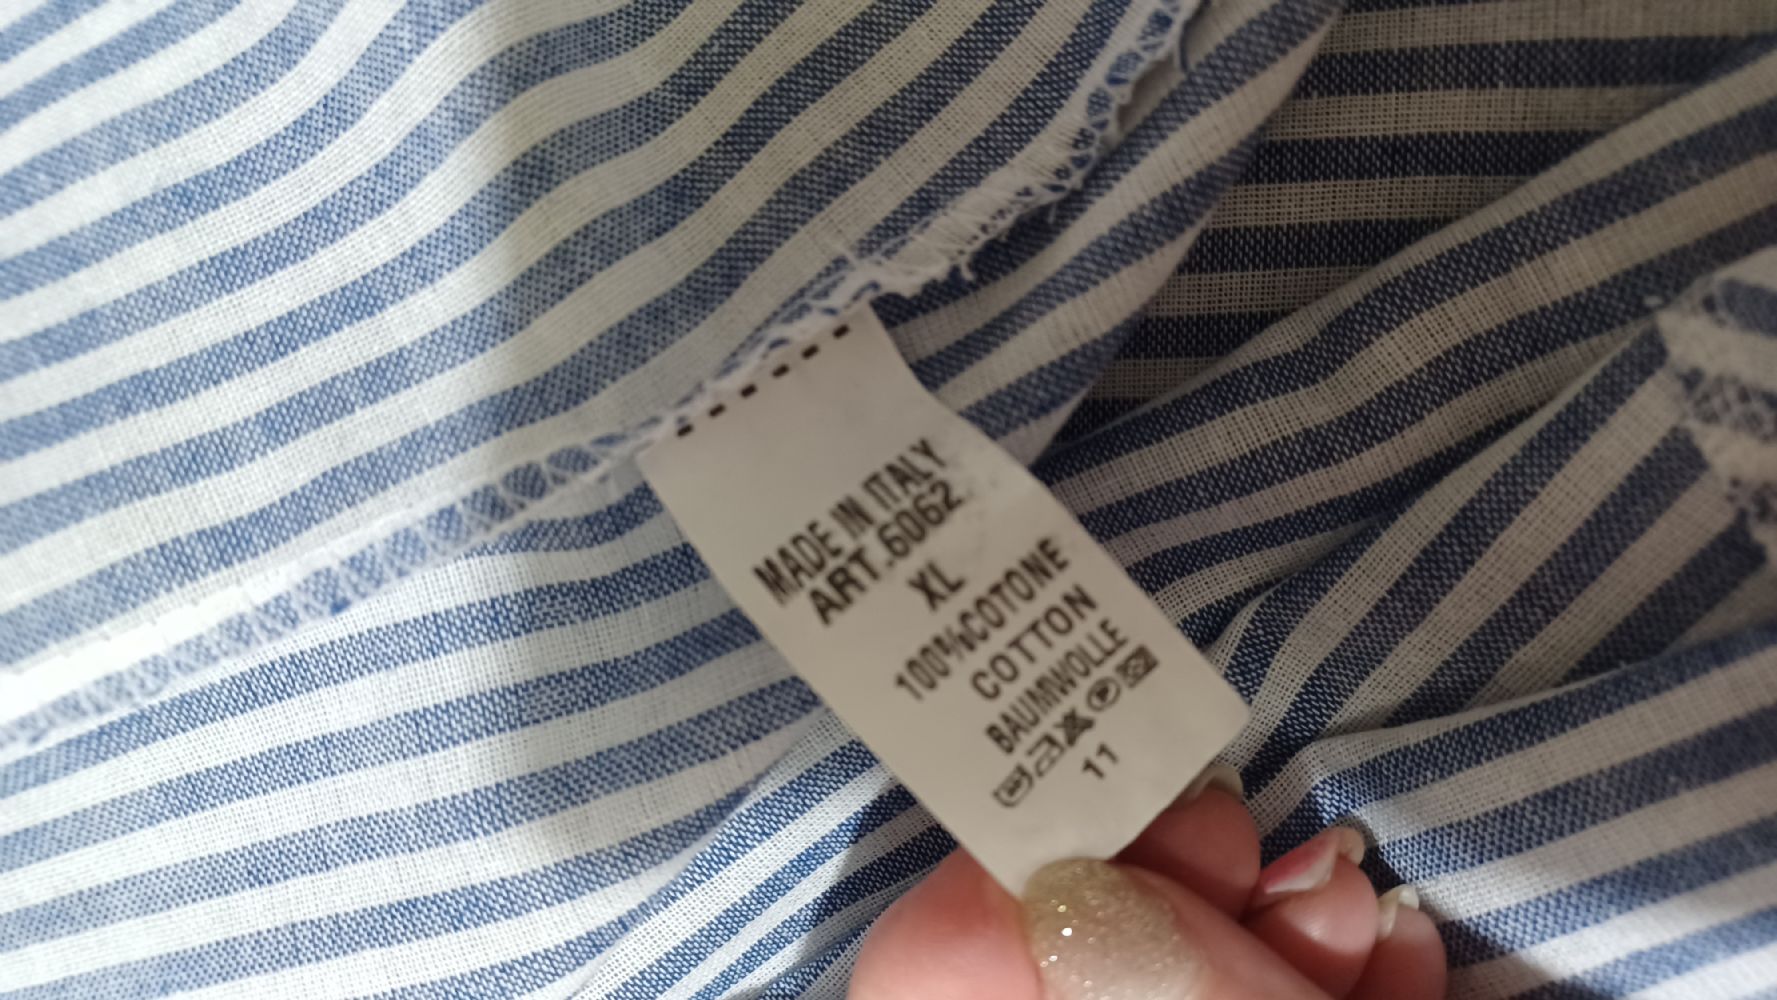 MADE IN ITALY
ART.6062
XL
100%COTONE
COTTON
BAUMWOLLE
11